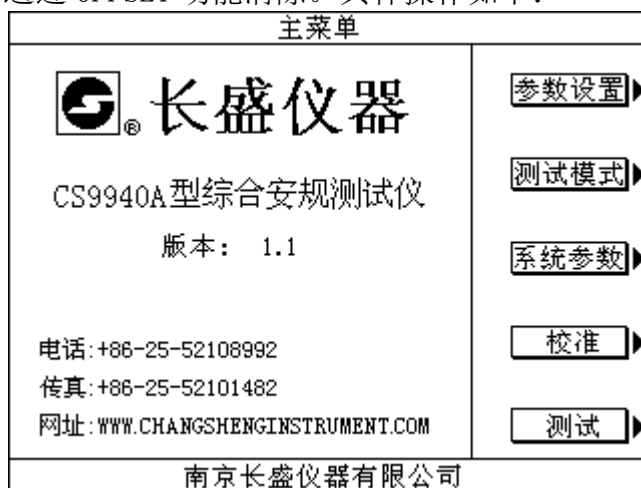 主菜单
®长盛仪器
CS9940A型综合安规测试仪
版本: 1.1
电话:+86-25-52108992
传真:+86-25-52101482
网址:WWW.CHANGSHENGINSTRUMENT.COM
参数设置
测试模式
系统参数
校准
测试
南京长盛仪器有限公司